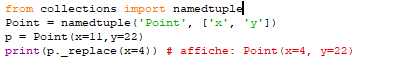 from collections import namedtuple
Point = namedtuple('Point', ['x', 'y'])
p = Point(x=11,y=22)
print(p._replace(x=4)) # affiche: Point(x=4, y=22)